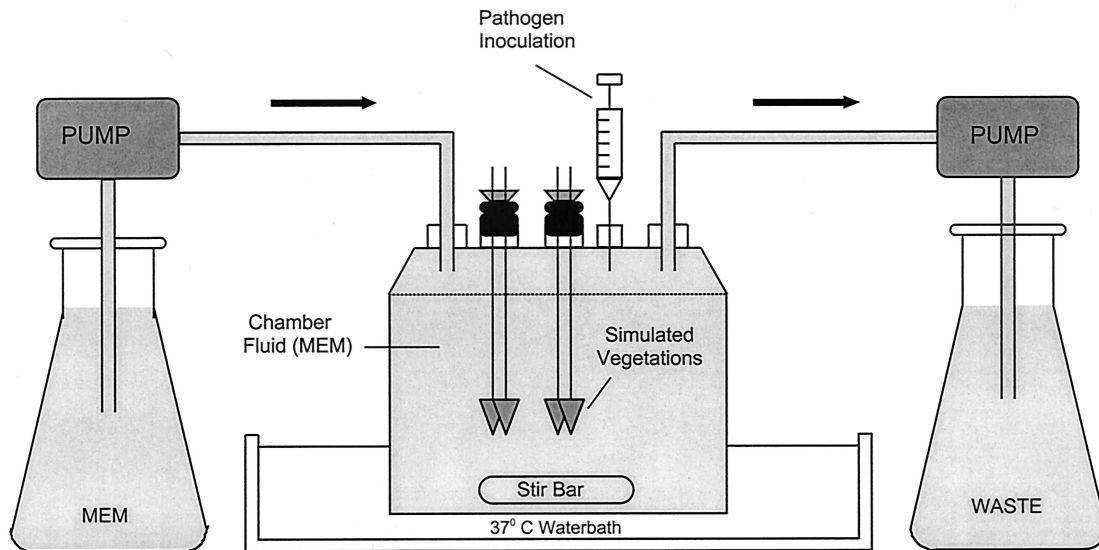 Pathogen
Inoculation
PUMP
PUMP
Chamber
Fluid (MEM)
Simulated
Vegetations
Stir Bar
MEM
WASTE
37⁰ C Waterbath